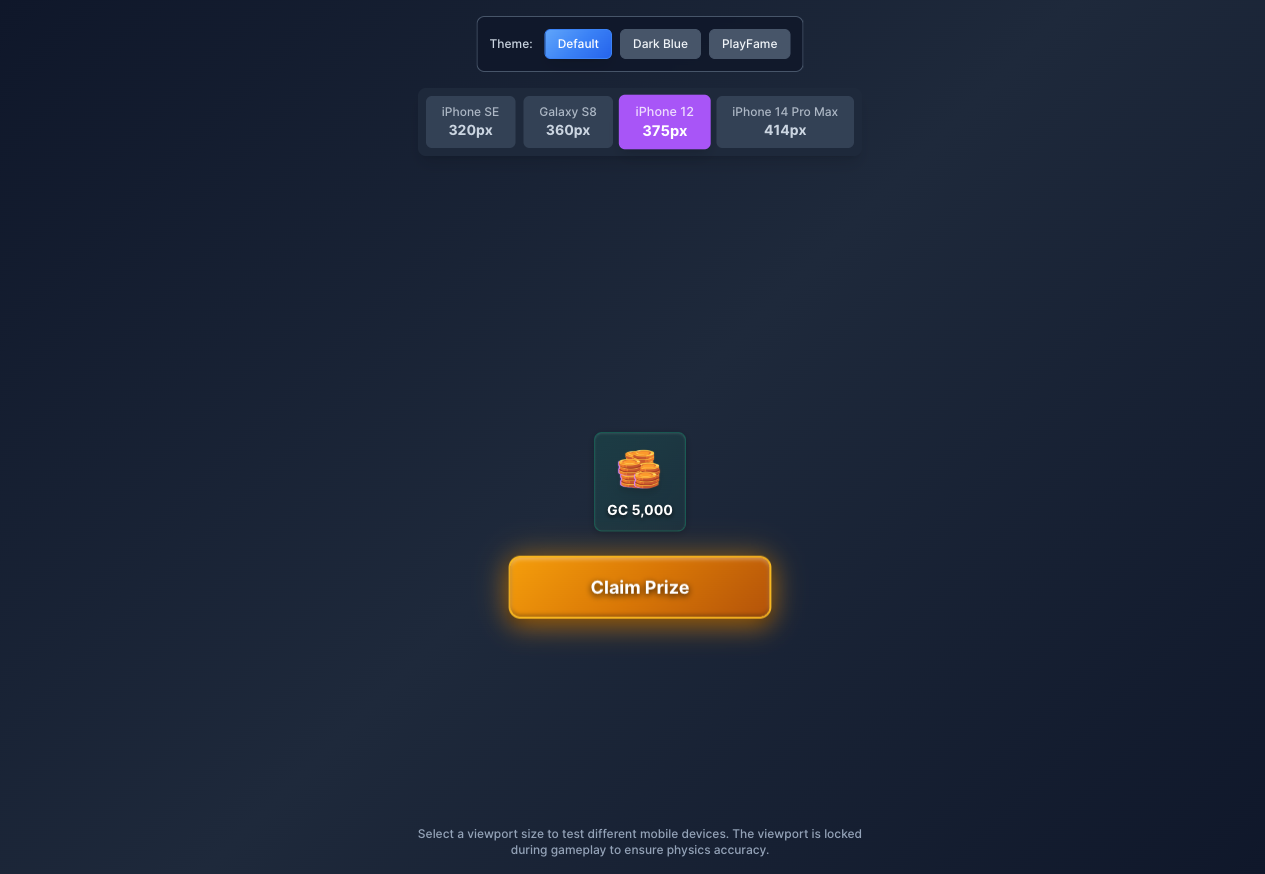 Theme: Default Dark Blue PlayFame
iPhone SE Galaxy S8 iPhone 12 iPhone 14 Pro Max
320px 360px 375px 414px
GC 5,000
Claim Prize
Select a viewport size to test different mobile devices. The viewport is locked
during gameplay to ensure physics accuracy.